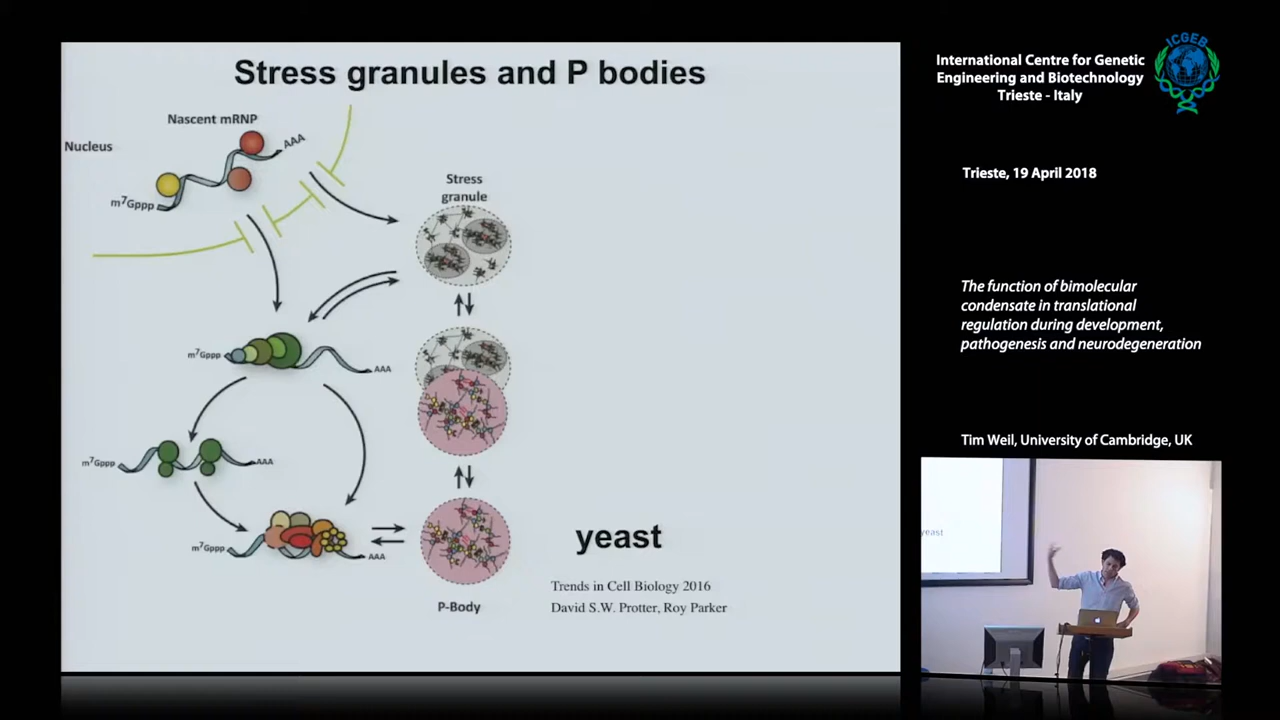 Stress granules and P bodies
Nascent mRNP
Nucleus
AAA
m7Gppp
Stress
granule
m7Gppp
AAA
m7Gppp
AAA
m7Gppp
AAA
P-Body
yeast
Trends in Cell Biology 2016
David S.W. Protter, Roy Parker
International Centre for Genetic
Engineering and Biotechnology
Trieste - Italy
ICGEB
Trieste, 19 April 2018
The function of bimolecular
condensate in translational
regulation during development,
pathogenesis and neurodegeneration
Tim Weil, University of Cambridge, UK
yeast